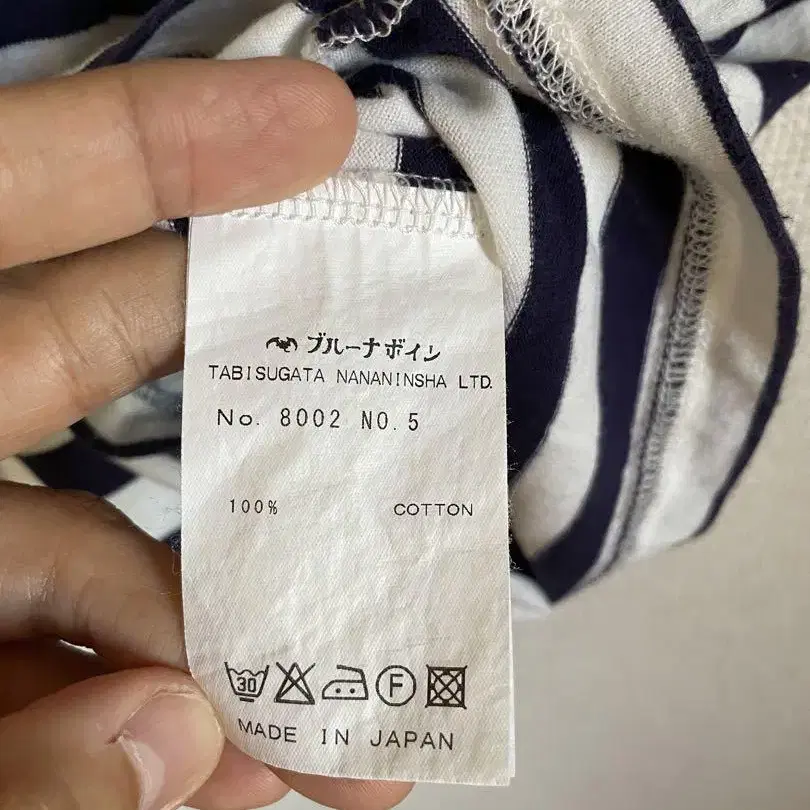 ブルーナボイン
TABISUGATA NANANINSHA LTD.
No. 8002 NO.5
100% COTTON
30 F
MADE IN JAPAN